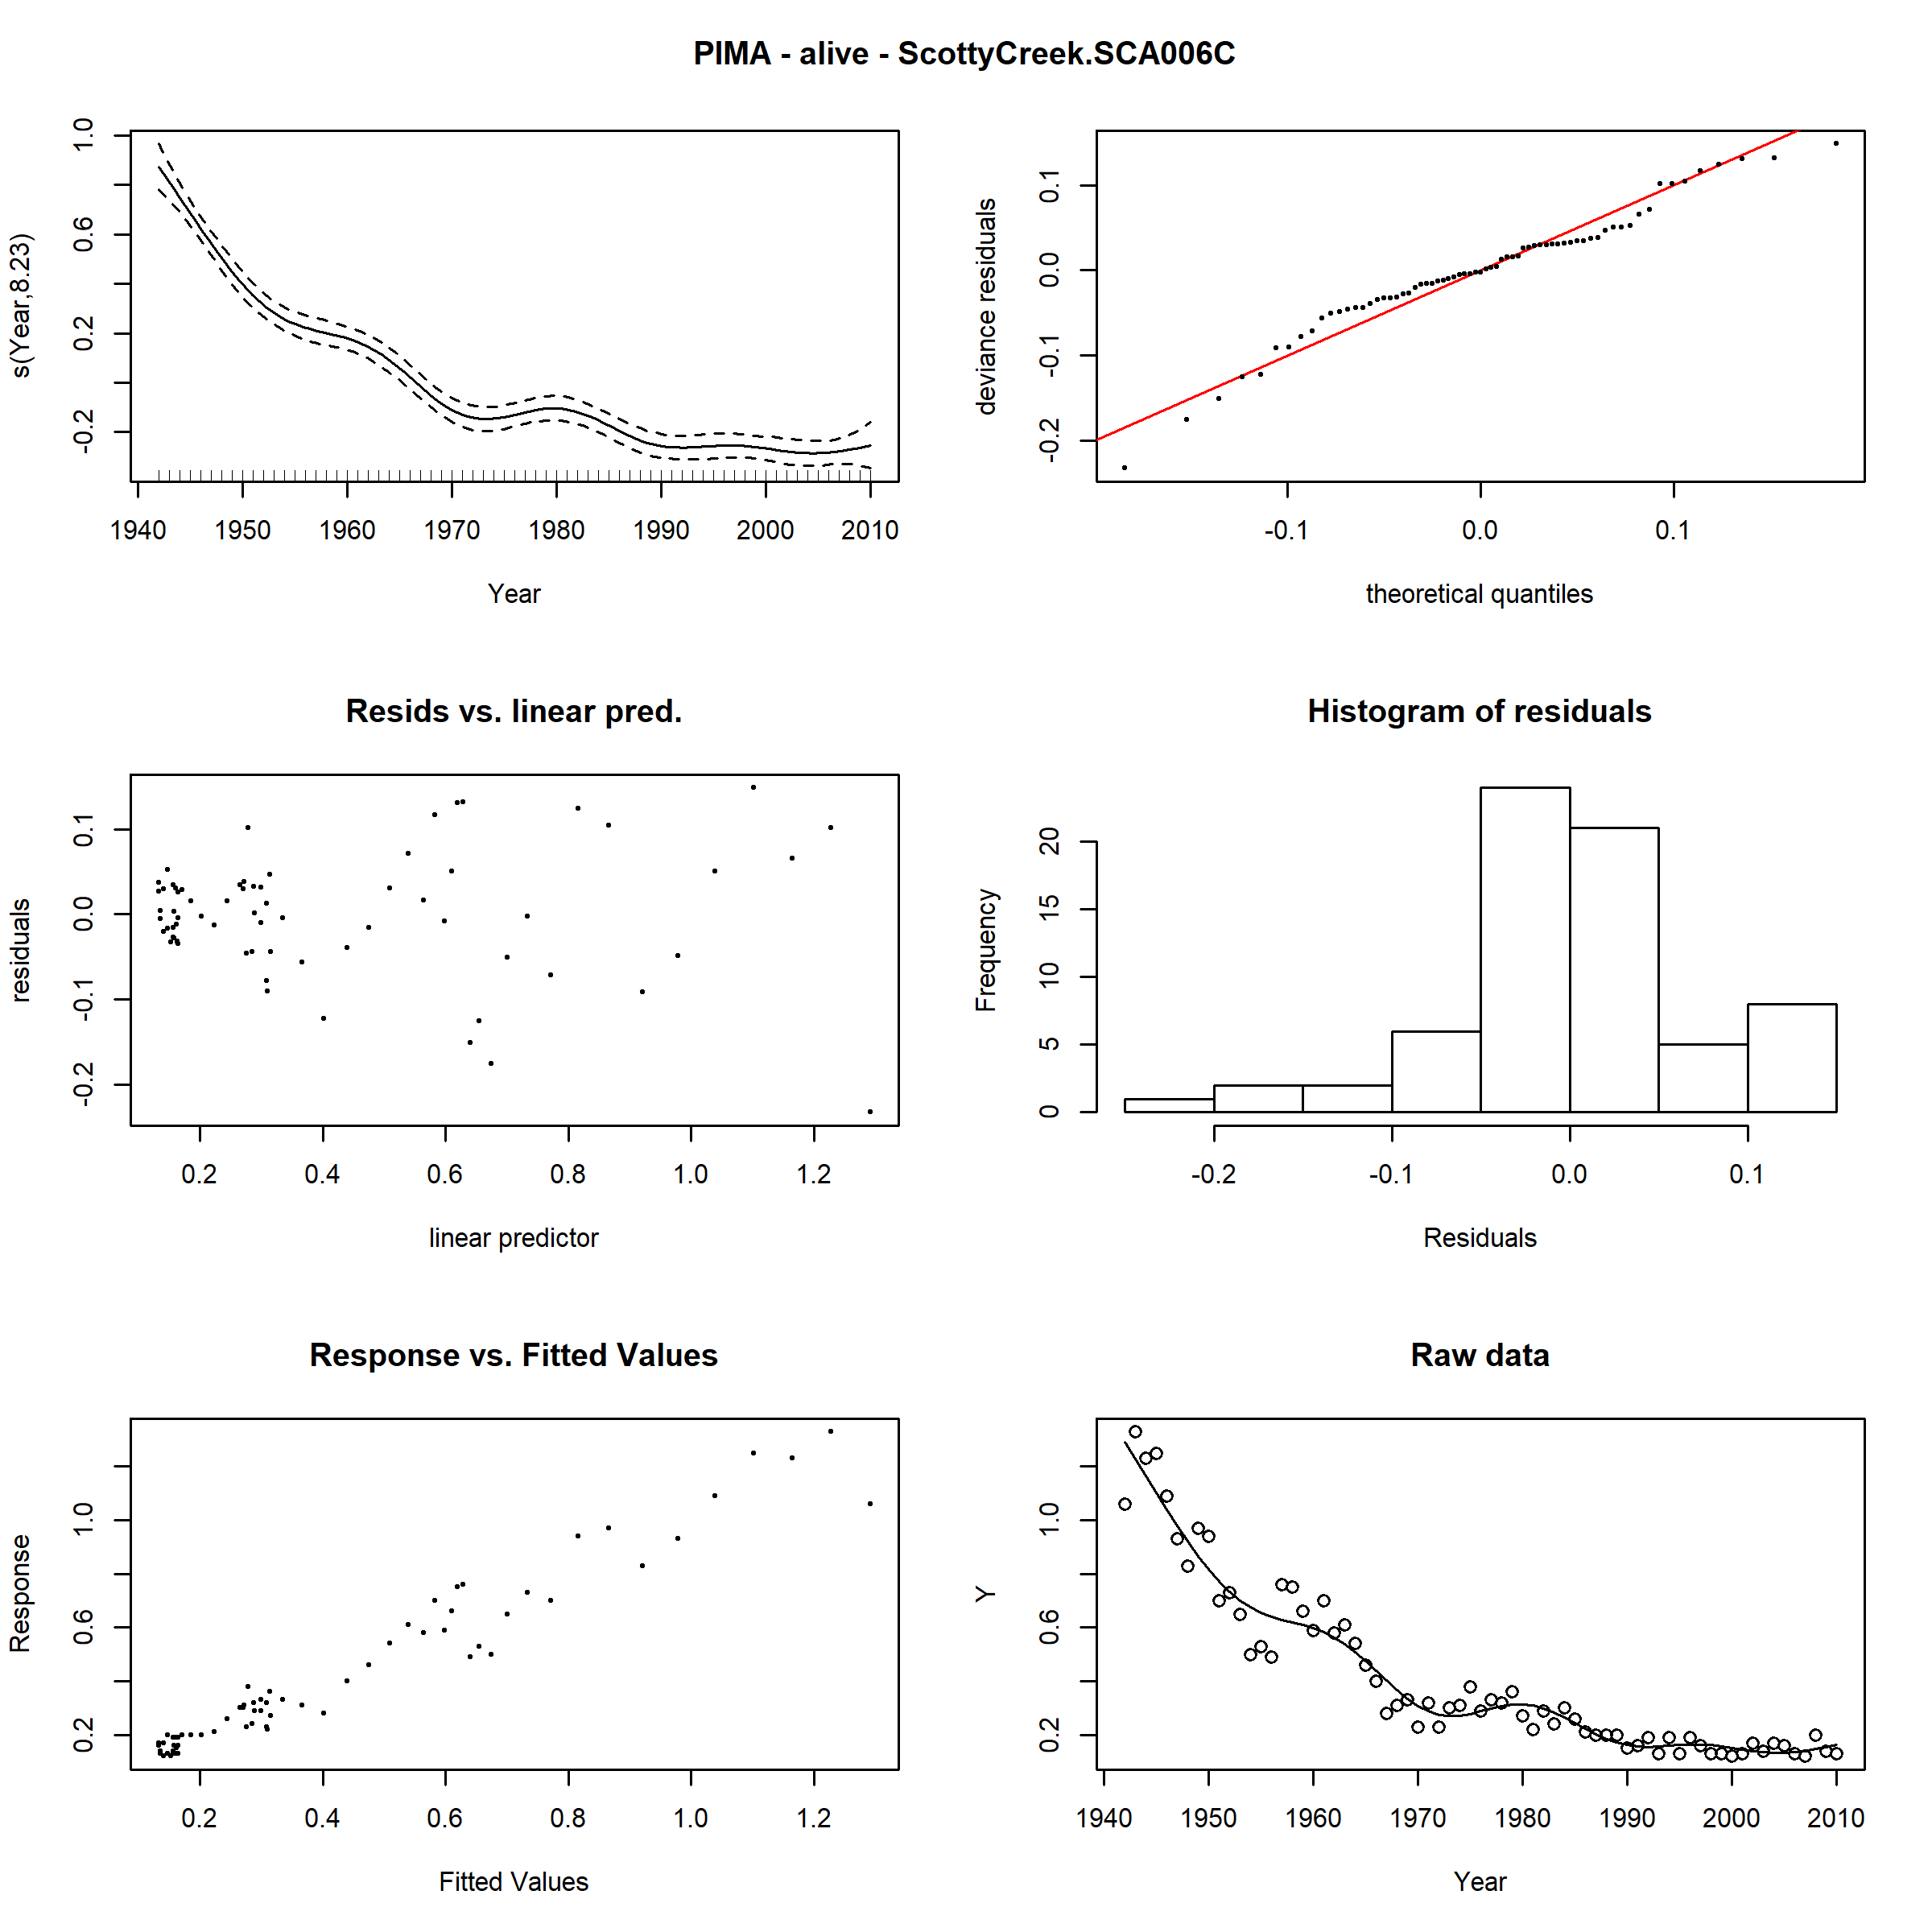 PIMA - alive - ScottyCreek.SCA006C
s(Year,8.23)
-0.2 0.2 0.6 1.0
1940 1950 1960 1970 1980 1990 2000 2010
Year
deviance residuals
-0.2 -0.1 0.0 0.1
-0.1 0.0 0.1
theoretical quantiles
Resids vs. linear pred.
residuals
-0.2 -0.1 0.0 0.1
0.2 0.4 0.6 0.8 1.0 1.2
linear predictor
Histogram of residuals
Frequency
0 5 10 15 20
-0.2 -0.1 0.0 0.1
Residuals
Response vs. Fitted Values
Response
0.2 0.6 1.0
0.2 0.4 0.6 0.8 1.0 1.2
Fitted Values
Raw data
Y
0.2 0.6 1.0
1940 1950 1960 1970 1980 1990 2000 2010
Year